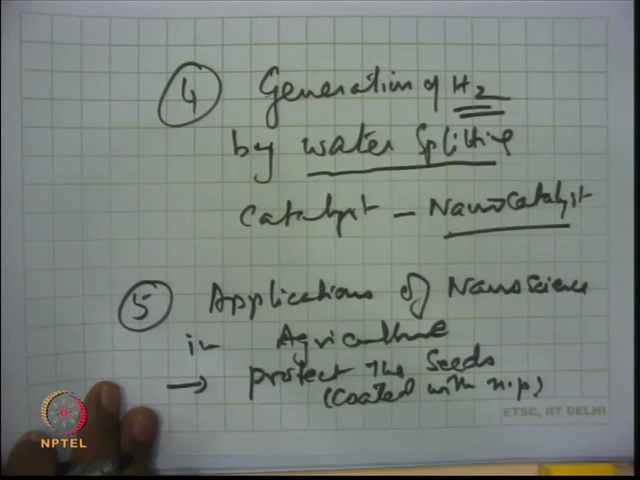 4 Generation of H2
by water splitting
Catalyst - Nanocatalyst
5 Applications of Nanoscience
in Agriculture
→ protect the seeds
(coated with n.p)
ETSC, IIT DELHI
NPTEL